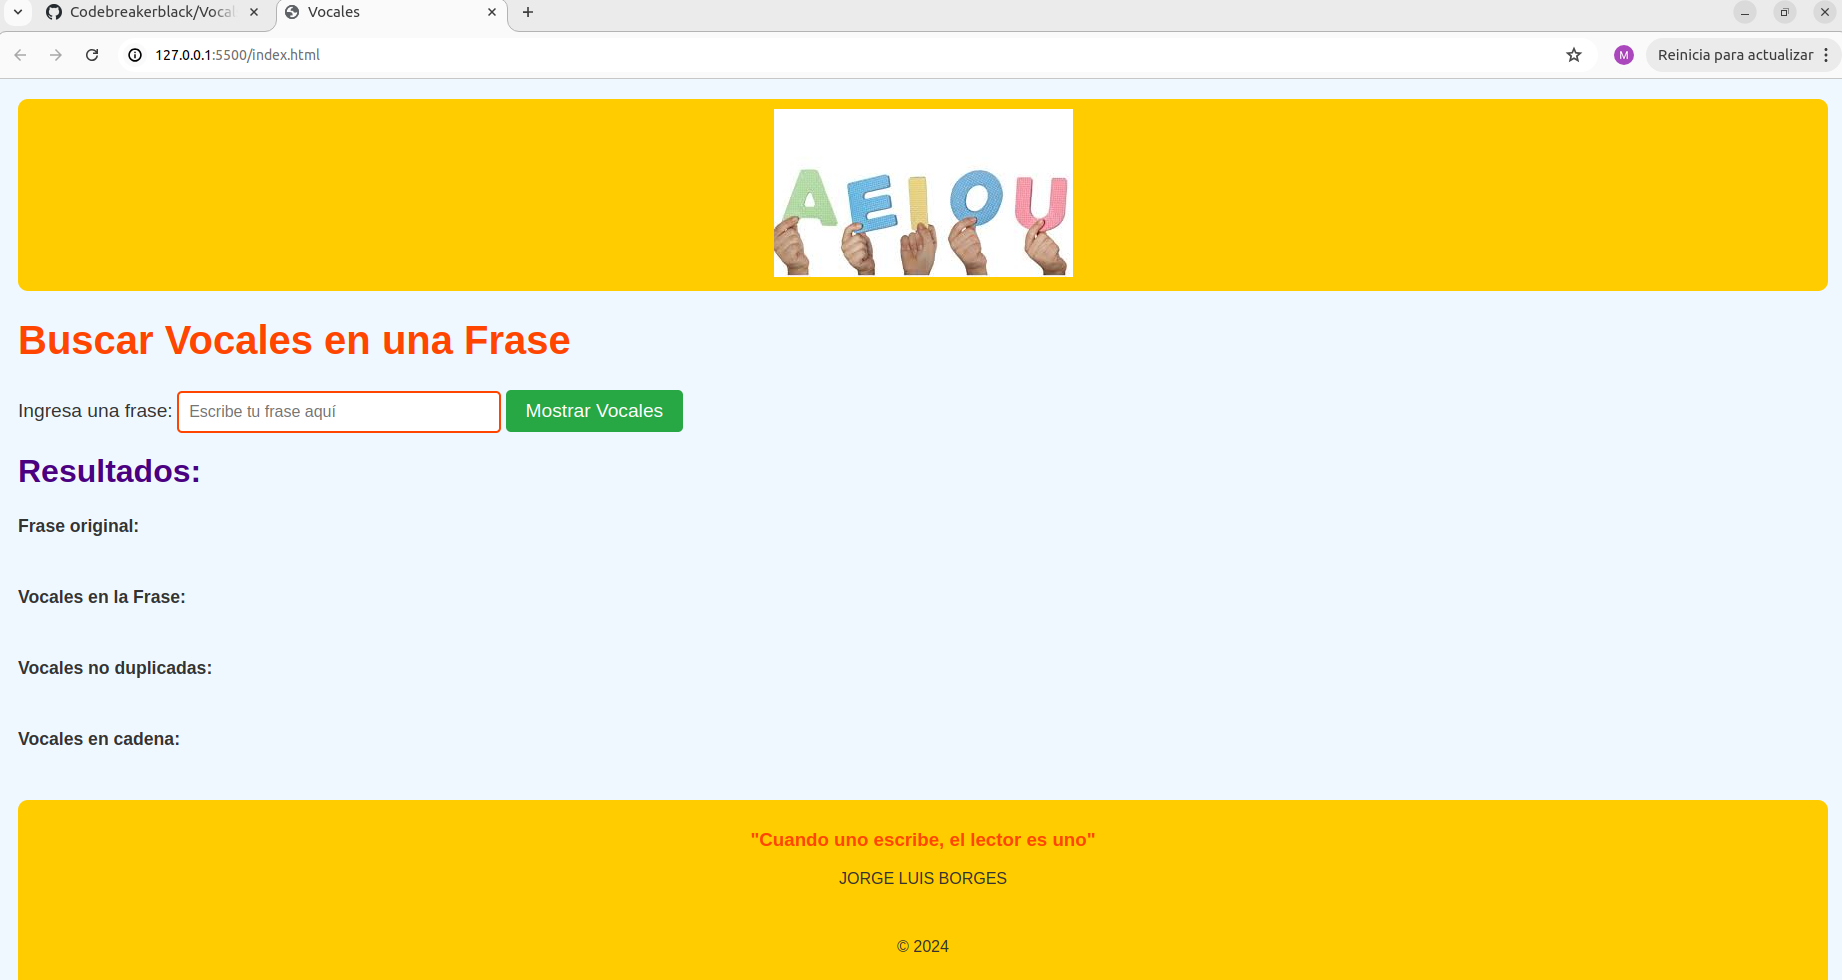 Codebreakerblack/Vocal
Vocales
127.0.0.1:5500/index.html
M
Reinicia para actualizar
A E I O U
Buscar Vocales en una Frase
Ingresa una frase: Escribe tu frase aquí Mostrar Vocales
Resultados:
Frase original:
Vocales en la Frase:
Vocales no duplicadas:
Vocales en cadena:
"Cuando uno escribe, el lector es uno"
JORGE LUIS BORGES
© 2024